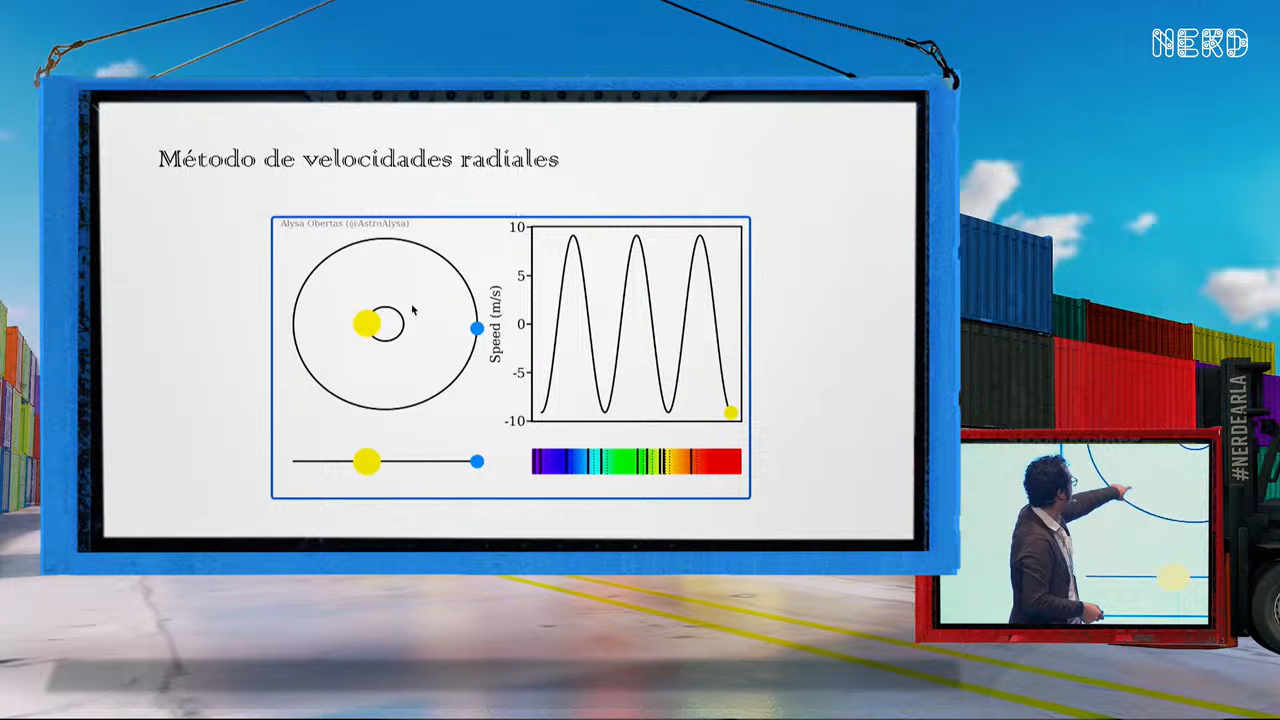 NERD
Método de velocidades radiales
Alysa Obertas (@AstroAlysa)
10
5
0
-5
-10
Speed (m/s)
#NERDEARLA